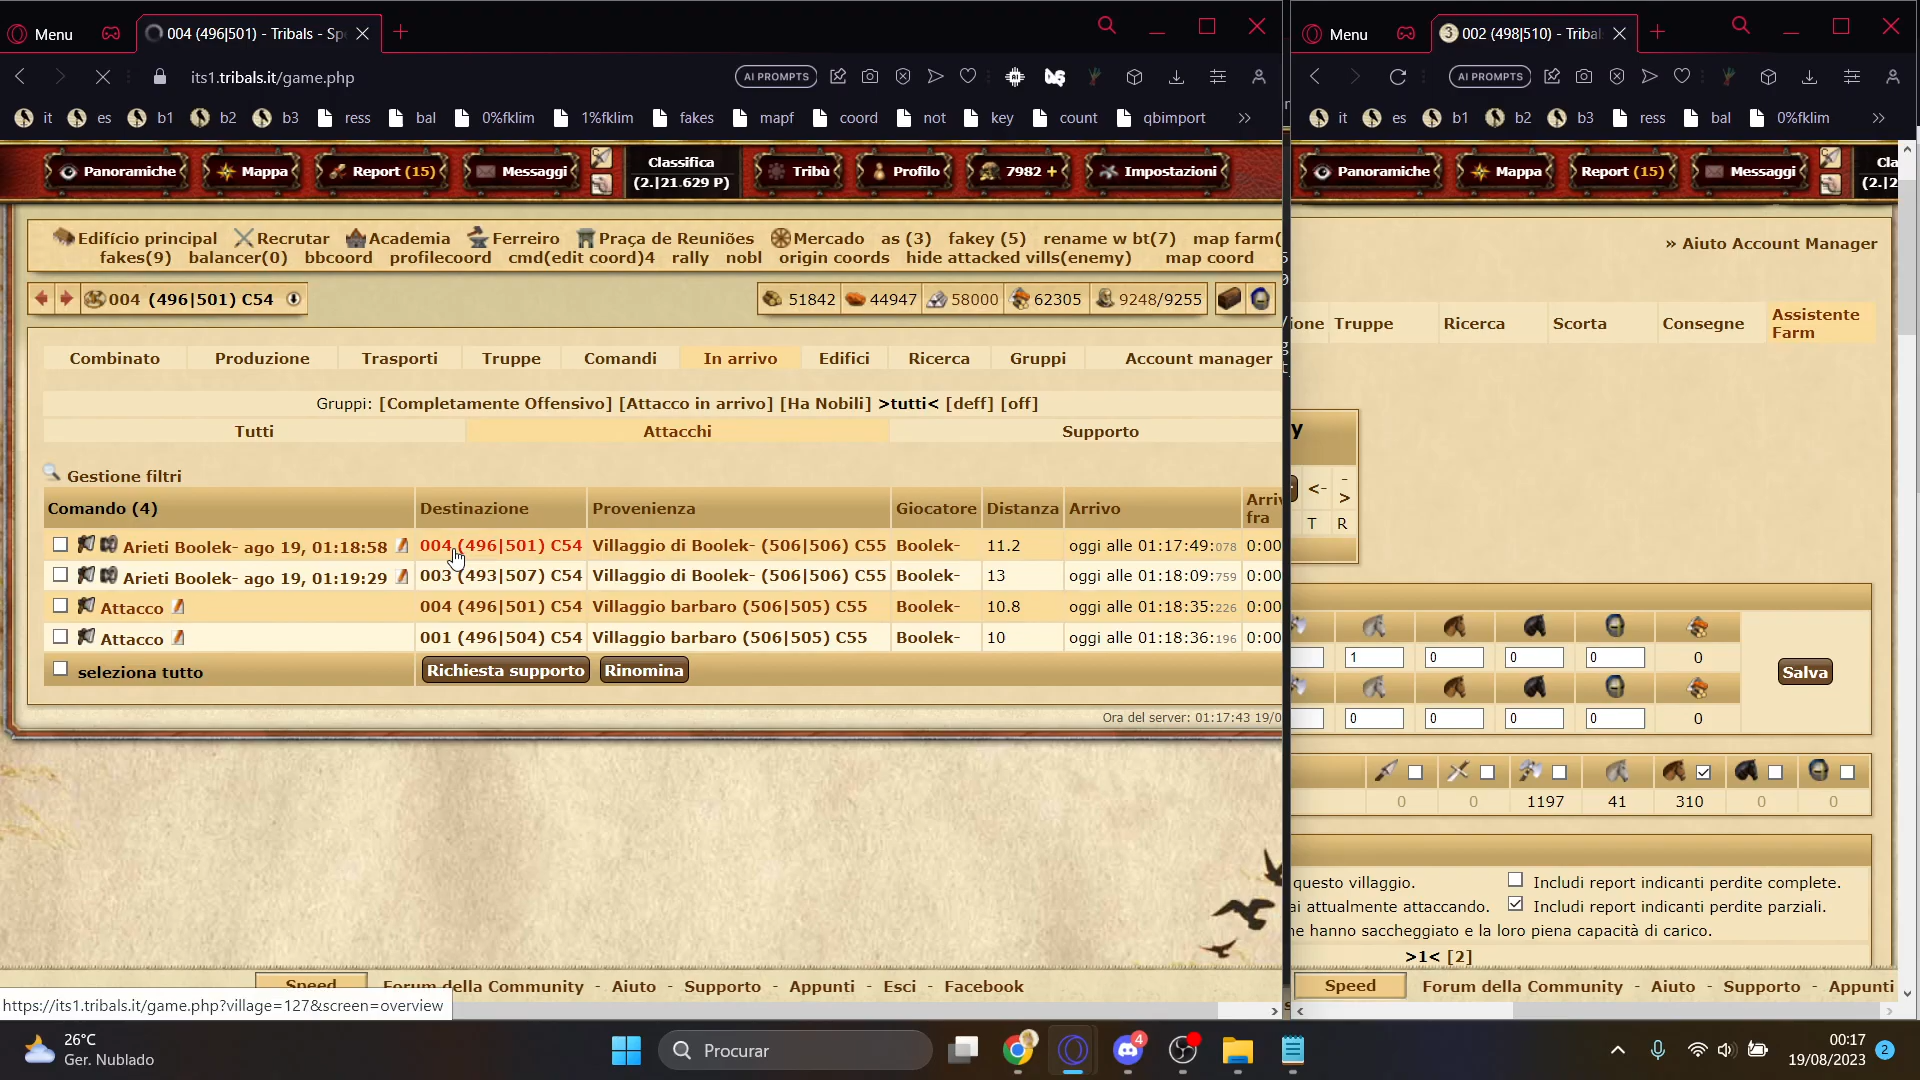 Menu
004 (496|501) - Tribals - Sp
its1.tribals.it/game.php
AI PROMPTS
it
es
b1
b2
b3
ress
bal
0%fklim
1%fklim
fakes
mapf
coord
not
key
count
qbimport
Panoramiche
Mappa
Report (15)
Messaggi
Classifica
(2.|21.629 P)
Tribù
Profilo
7982 +
Impostazioni
Edifício principal
Recrutar
Academia
Ferreiro
Praça de Reuniões
Mercado
as (3)
fakey (5)
rename w bt(7)
map farm(
fakes(9)
balancer(0)
bbcoord
profilecoord
cmd(edit coord)4
rally
nobl
origin coords
hide attacked vills(enemy)
map coord
004 (496|501) C54
51842
44947
58000
62305
9248/9255
Combinato
Produzione
Trasporti
Truppe
Comandi
In arrivo
Edifici
Ricerca
Gruppi
Account manager
Gruppi: [Completamente Offensivo] [Attacco in arrivo] [Ha Nobili] >tutti< [deff] [off]
Tutti
Attacchi
Supporto
Gestione filtri
Comando (4)
Destinazione
Provenienza
Giocatore
Distanza
Arrivo
Arriv
fra
Arieti Boolek- ago 19, 01:18:58
004 (496|501) C54
Villaggio di Boolek- (506|506) C55
Boolek-
11.2
oggi alle 01:17:49:078
0:00
Arieti Boolek- ago 19, 01:19:29
003 (493|507) C54
Villaggio di Boolek- (506|506) C55
Boolek-
13
oggi alle 01:18:09:759
0:00
Attacco
004 (496|501) C54
Villaggio barbaro (506|505) C55
Boolek-
10.8
oggi alle 01:18:35:226
0:00
Attacco
001 (496|504) C54
Villaggio barbaro (506|505) C55
Boolek-
10
oggi alle 01:18:36:196
0:00
seleziona tutto
Richiesta supporto
Rinomina
Ora del server: 01:17:43 19/0
Speed
Forum della Community - Aiuto - Supporto - Appunti - Esci - Facebook
https://its1.tribals.it/game.php?village=127&screen=overview
Menu
3
002 (498|510) - Tribal
AI PROMPTS
it
es
b1
b2
b3
ress
bal
0%fklim
Panoramiche
Mappa
Report (15)
Messaggi
Cla
(2.|2
» Aiuto Account Manager
ione
Truppe
Ricerca
Scorta
Consegne
Assistente
Farm
y
<-
->
T
R
1
0
0
0
0
0
0
0
0
0
Salva
0
0
1197
41
310
0
0
questo villaggio.
Includi report indicanti perdite complete.
ai attualmente attaccando.
Includi report indicanti perdite parziali.
ne hanno saccheggiato e la loro piena capacità di carico.
>1< [2]
Speed
Forum della Community - Aiuto - Supporto - Appunti
26°C
Ger. Nublado
Procurar
4
00:17
19/08/2023
2